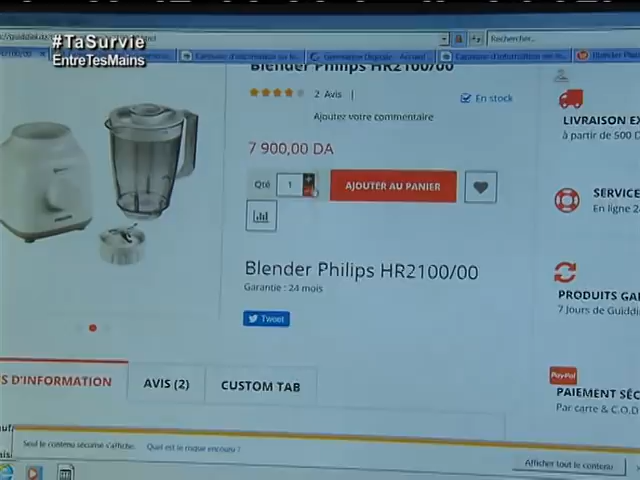 #TaSurvie
EntreTesMains
Rechercher...
Blender Philips HR2100/00
2 Avis |
En stock
Ajoutez votre commentaire
7 900,00 DA
Qté
1
AJOUTER AU PANIER
Blender Philips HR2100/00
Garantie : 24 mois
Tweet
S D'INFORMATION
AVIS (2)
CUSTOM TAB
LIVRAISON EX
à partir de 500 D
SERVICE
En ligne 2
PRODUITS GA
7 Jours de Guiddi
PayPal
PAIEMENT SÉC
Par carte & C.O.D
Seul le contenu sécurisé s'affiche.
Quel est le risque encouru ?
Afficher tout le contenu